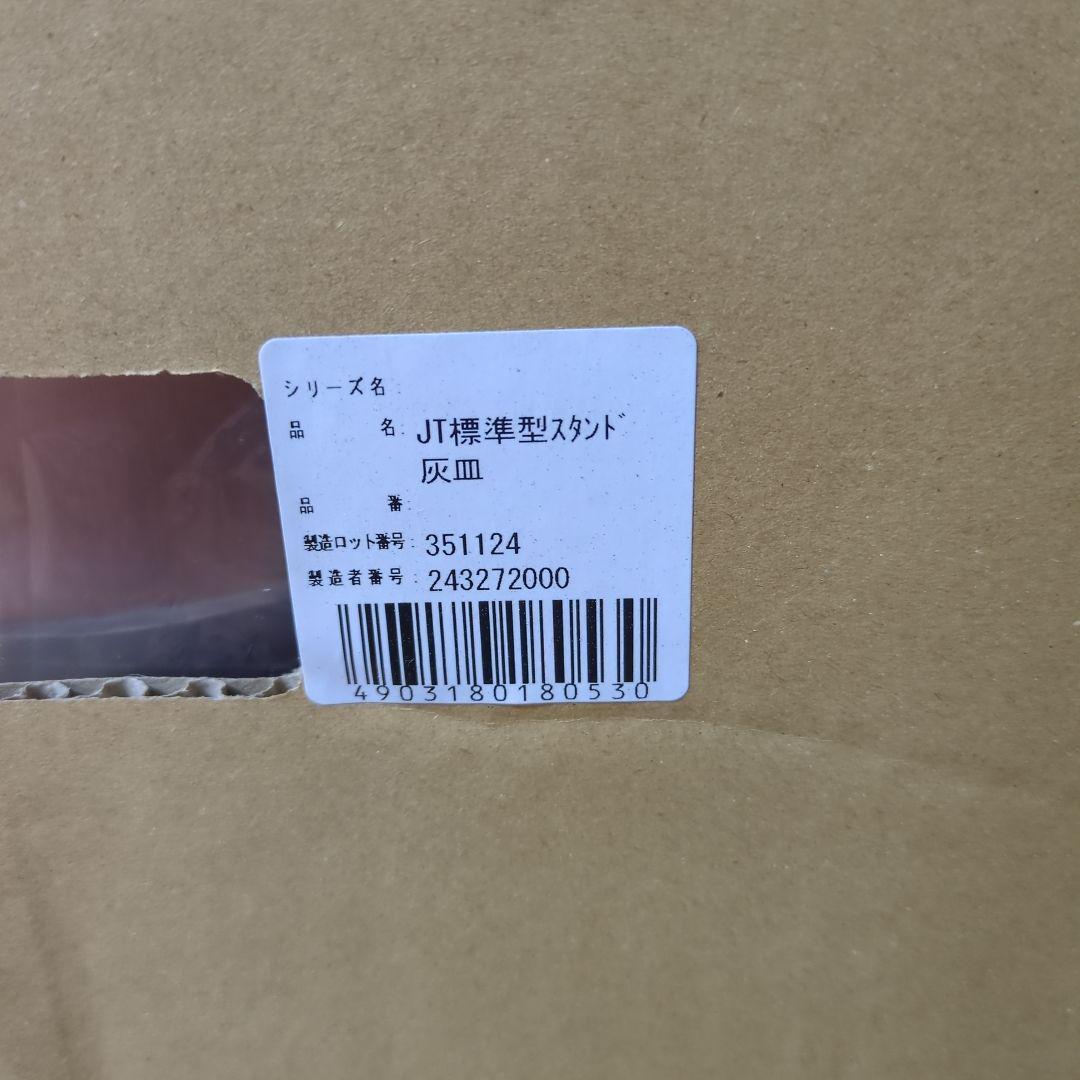 シリーズ名:
品 名: JT標準型ｽﾀﾝﾄﾞ
灰皿
品 番:
製造ロット番号: 351124
製造者番号: 243272000
4903180180530